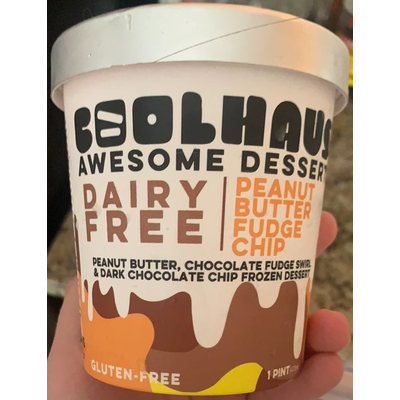 COOLHAUS
AWESOME DESSERT
DAIRY
FREE
PEANUT
BUTTER
FUDGE
CHIP
PEANUT BUTTER, CHOCOLATE FUDGE SWIRL
& DARK CHOCOLATE CHIP FROZEN DESSERT
GLUTEN-FREE
1 PINT